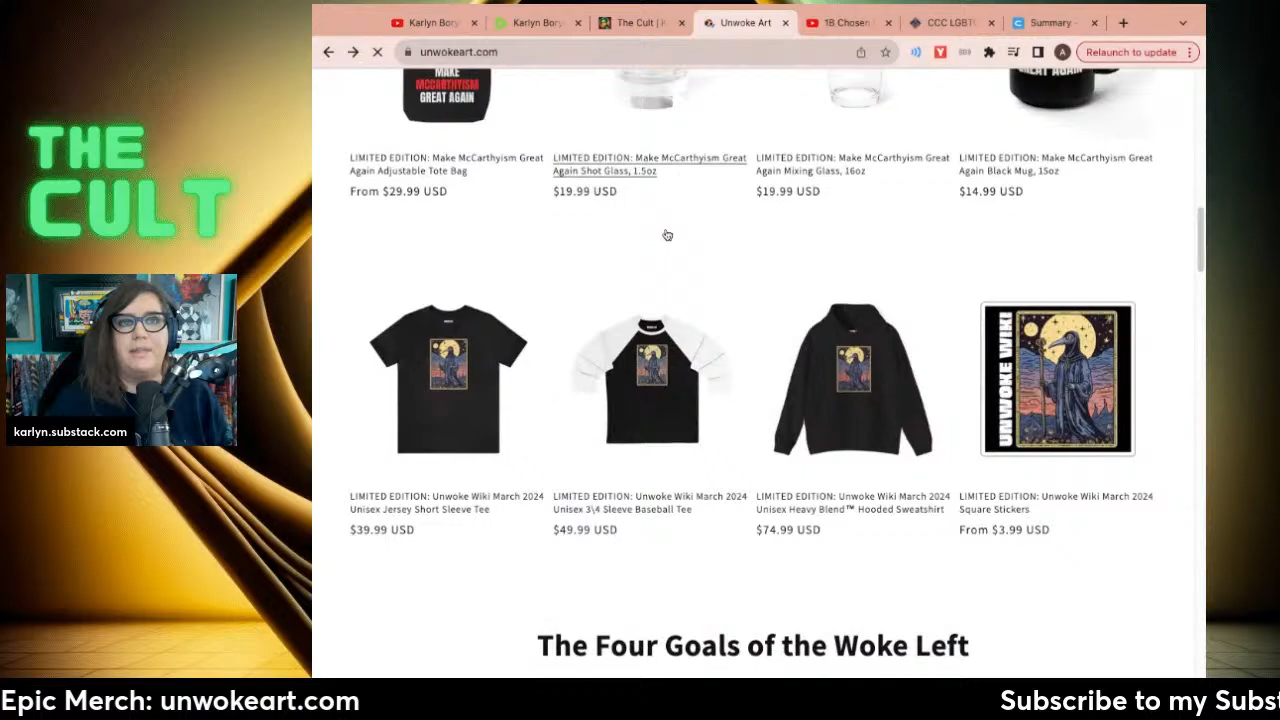 Karlyn Bory
Karlyn Bory
The Cult | K
Unwoke Art
1B Chosen
CCC LGBT
Summary -
unwokeart.com
Relaunch to update
THE
CULT
karlyn.substack.com
MAKE
MCCARTHYISM
GREAT AGAIN
GREAT AGAIN
LIMITED EDITION: Make McCarthyism Great
Again Adjustable Tote Bag
From $29.99 USD
LIMITED EDITION: Make McCarthyism Great
Again Shot Glass, 1.5oz
$19.99 USD
LIMITED EDITION: Make McCarthyism Great
Again Mixing Glass, 16oz
$19.99 USD
LIMITED EDITION: Make McCarthyism Great
Again Black Mug, 15oz
$14.99 USD
UNWOKE WIKI
LIMITED EDITION: Unwoke Wiki March 2024
Unisex Jersey Short Sleeve Tee
$39.99 USD
LIMITED EDITION: Unwoke Wiki March 2024
Unisex 3\4 Sleeve Baseball Tee
$49.99 USD
LIMITED EDITION: Unwoke Wiki March 2024
Unisex Heavy Blend™ Hooded Sweatshirt
$74.99 USD
LIMITED EDITION: Unwoke Wiki March 2024
Square Stickers
From $3.99 USD
The Four Goals of the Woke Left
Epic Merch: unwokeart.com
Subscribe to my Subst